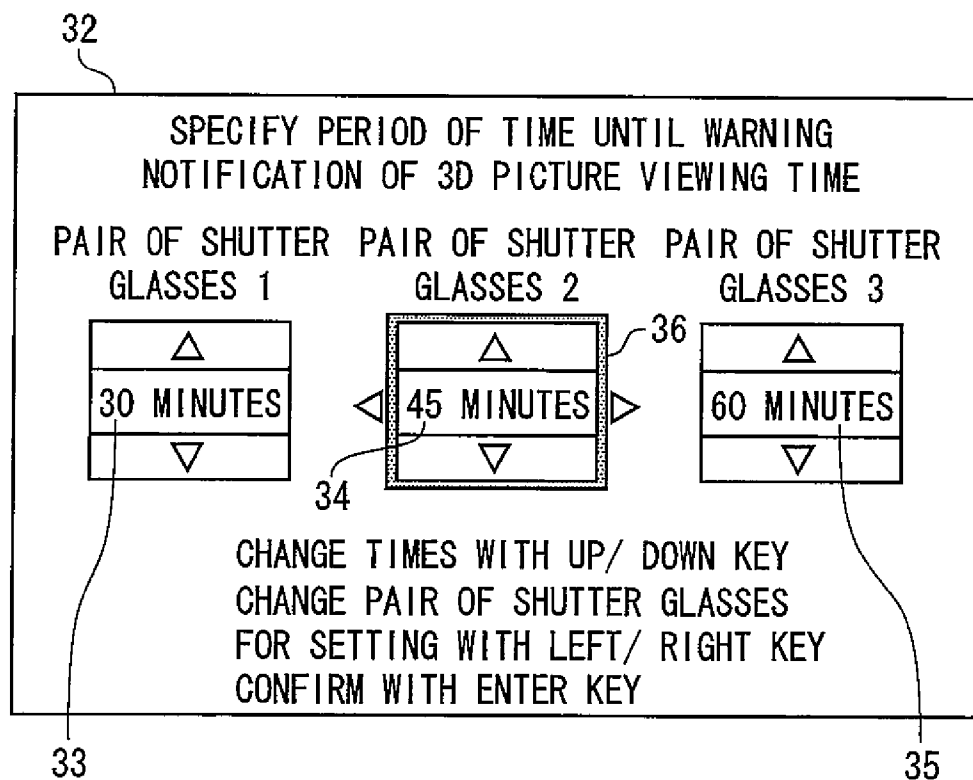 32
SPECIFY PERIOD OF TIME UNTIL WARNING
NOTIFICATION OF 3D PICTURE VIEWING TIME
PAIR OF SHUTTER
GLASSES 1
PAIR OF SHUTTER
GLASSES 2
PAIR OF SHUTTER
GLASSES 3
36
30 MINUTES
45 MINUTES
60 MINUTES
34
CHANGE TIMES WITH UP/ DOWN KEY
CHANGE PAIR OF SHUTTER GLASSES
FOR SETTING WITH LEFT/ RIGHT KEY
CONFIRM WITH ENTER KEY
33
35